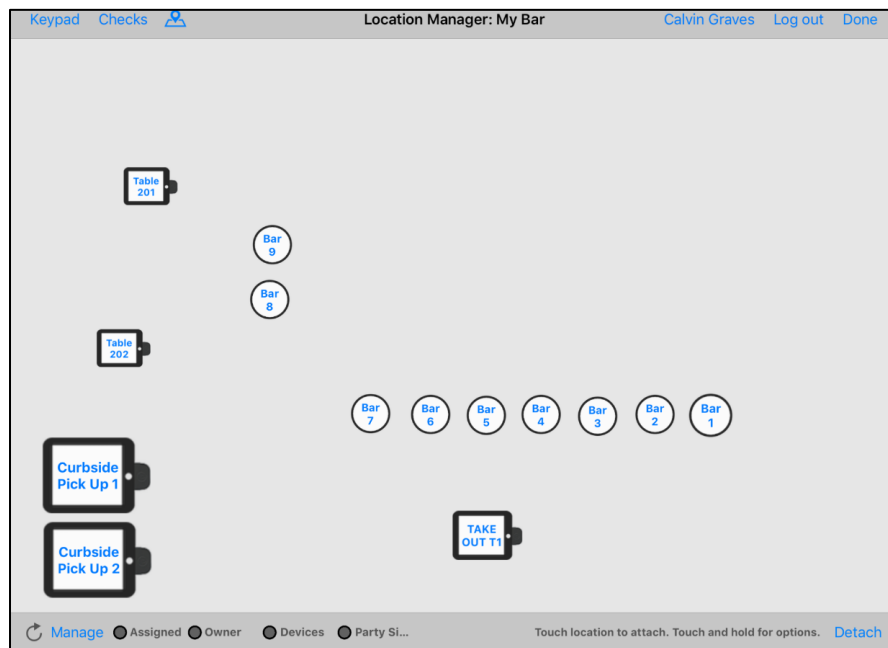 Keypad Checks Location Manager: My Bar Calvin Graves Log out Done
Table
201
Bar
9
Bar
8
Table
202
Bar
7
Bar
6
Bar
5
Bar
4
Bar
3
Bar
2
Bar
1
Curbside
Pick Up 1
TAKE
OUT T1
Curbside
Pick Up 2
Manage Assigned Owner Devices Party Si... Touch location to attach. Touch and hold for options. Detach